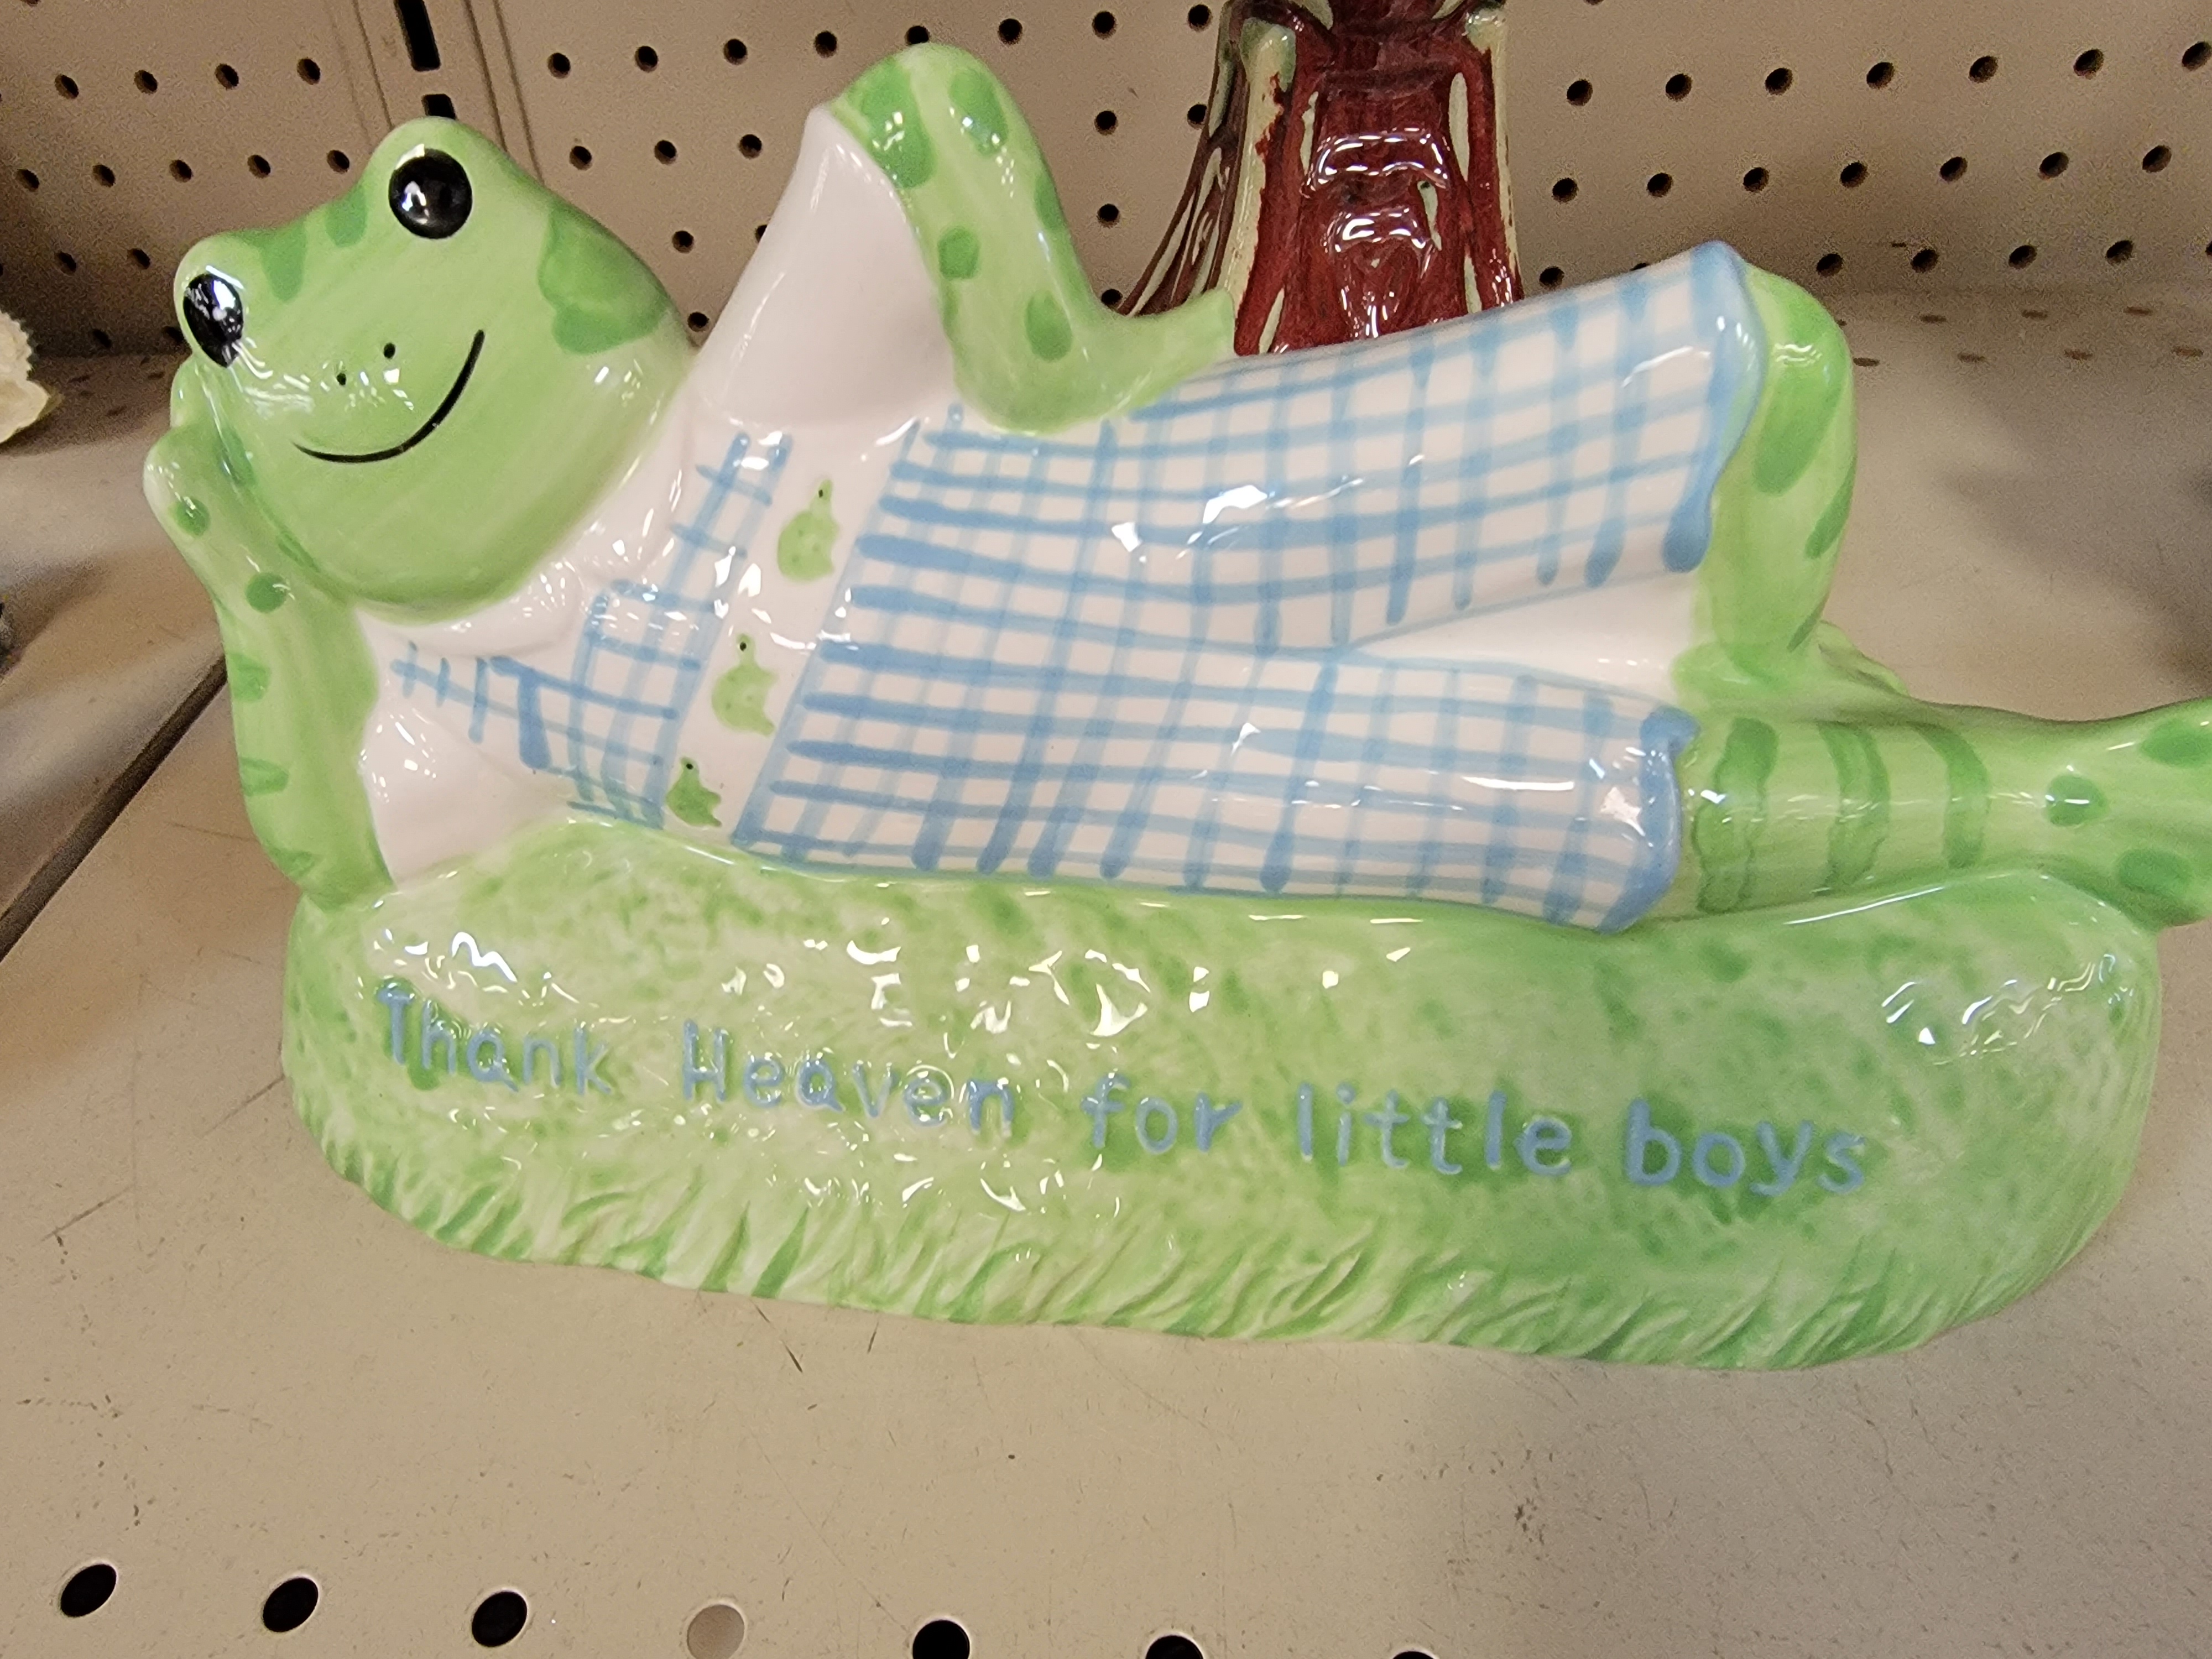 Thank Heaven for little boys